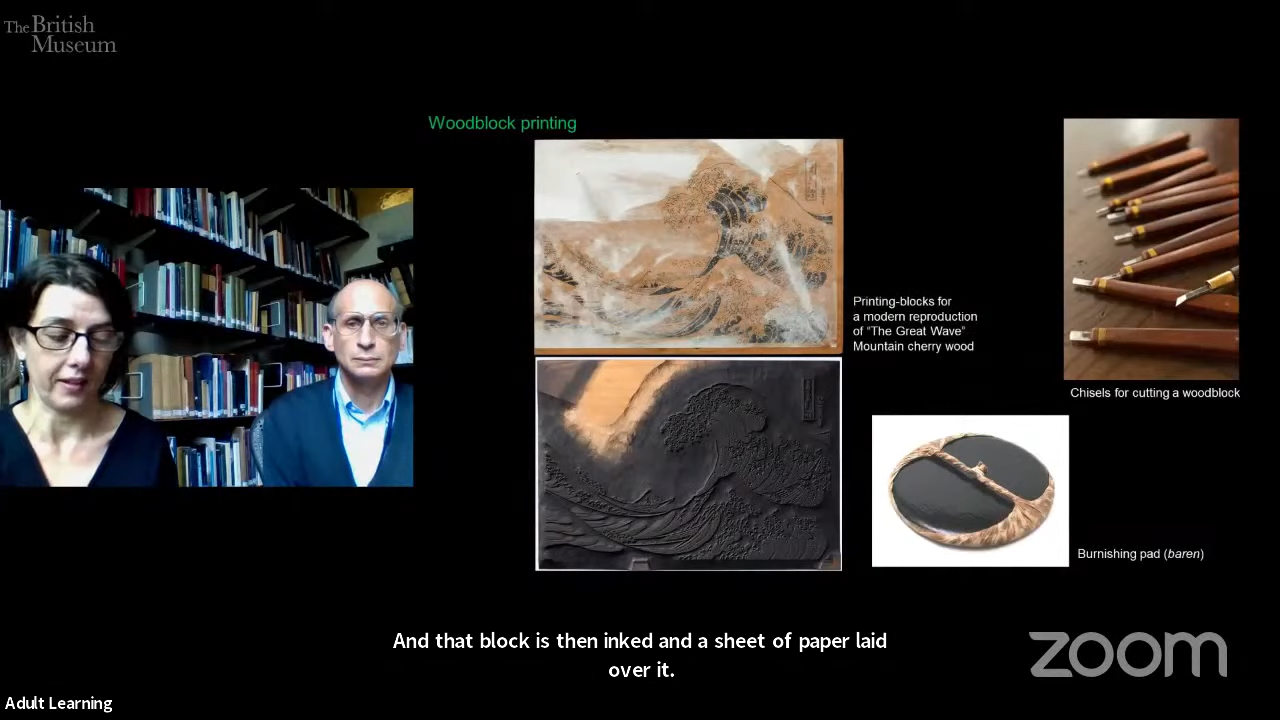 The British
Museum
Woodblock printing
Printing-blocks for
a modern reproduction
of “The Great Wave”
Mountain cherry wood
Chisels for cutting a woodblock
Burnishing pad (baren)
And that block is then inked and a sheet of paper laid
over it.
zoom
Adult Learning